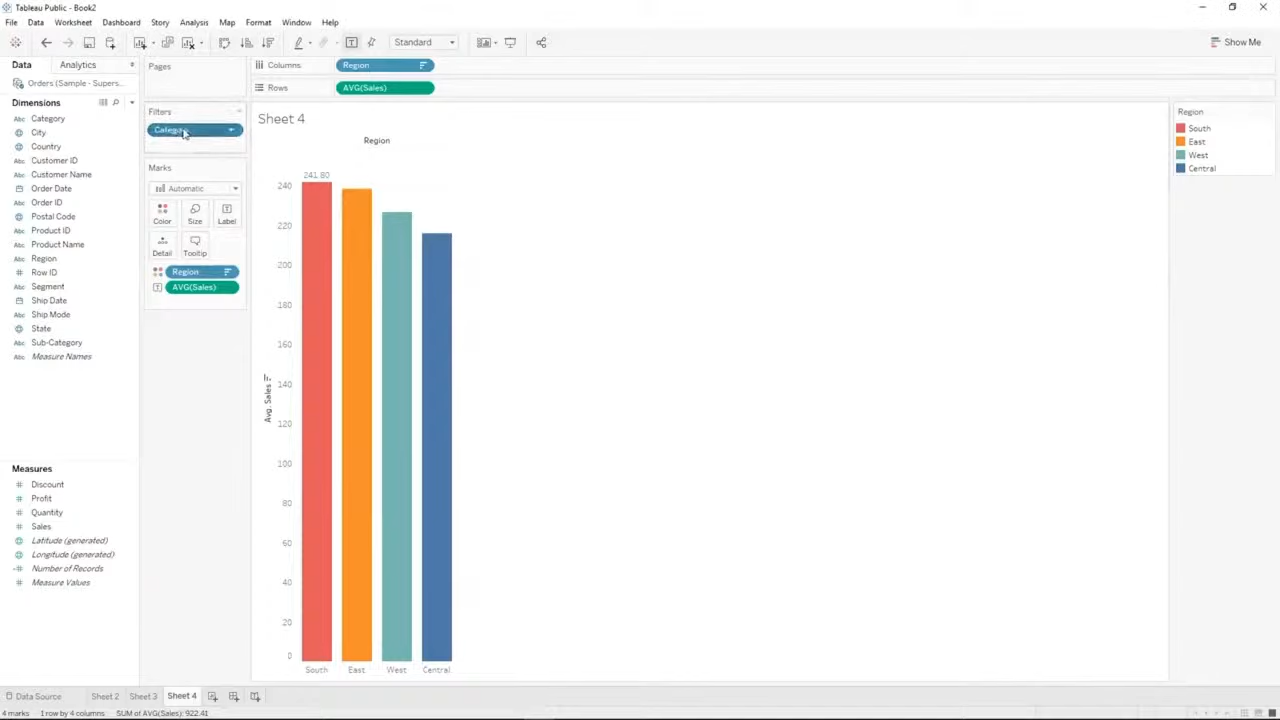 Tableau Public - Book2
File Data Worksheet Dashboard Story Analysis Map Format Window Help
Standard
Show Me
Data Analytics
Pages
Columns
Region
Orders (Sample - Supers...
Rows
AVG(Sales)
Dimensions
Filters
Category
Sheet 4
Region
Category
City
Country
Customer ID
Customer Name
Order Date
Order ID
Postal Code
Product ID
Product Name
Region
Row ID
Segment
Ship Date
Ship Mode
State
Sub-Category
Measure Names
Measures
Discount
Profit
Quantity
Sales
Latitude (generated)
Longitude (generated)
Number of Records
Measure Values
Marks
Automatic
Color Size Label
Detail Tooltip
Region
AVG(Sales)
241.80
240
220
200
180
160
140
120
100
80
60
40
20
0
Avg. Sales
South East West Central
Region
South
East
West
Central
Data Source Sheet 2 Sheet 3 Sheet 4
4 marks 1 row by 4 columns SUM of AVG(Sales): 922.41